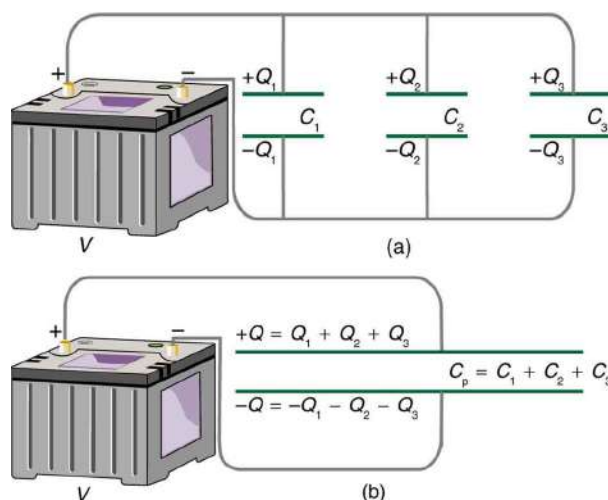 + −
+Q₁ +Q₂ +Q₃
C₁ C₂ C₃
−Q₁ −Q₂ −Q₃
V
(a)
+ −
+Q = Q₁ + Q₂ + Q₃
Cₚ = C₁ + C₂ + C₃
−Q = −Q₁ − Q₂ − Q₃
V
(b)